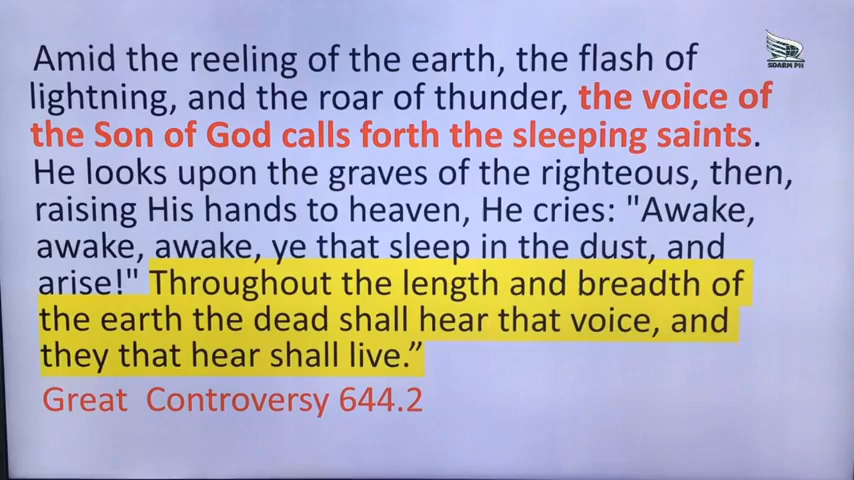 Amid the reeling of the earth, the flash of
lightning, and the roar of thunder, the voice of
the Son of God calls forth the sleeping saints.
He looks upon the graves of the righteous, then,
raising His hands to heaven, He cries: "Awake,
awake, awake, ye that sleep in the dust, and
arise!" Throughout the length and breadth of
the earth the dead shall hear that voice, and
they that hear shall live.”
Great  Controversy 644.2
SDARM PH